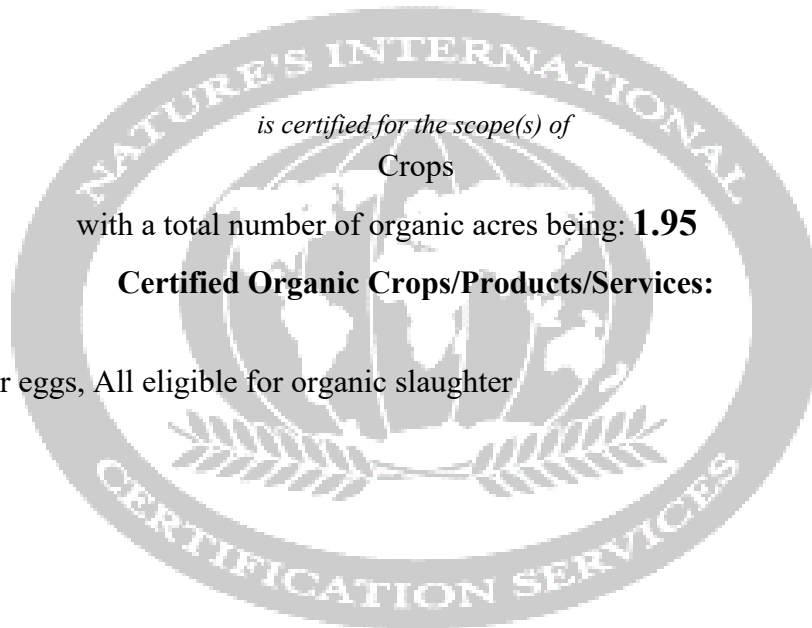 NATURE'S INTERNATIONAL
is certified for the scope(s) of
Crops
with a total number of organic acres being: 1.95
Certified Organic Crops/Products/Services:
r eggs, All eligible for organic slaughter
CERTIFICATION SERVICES